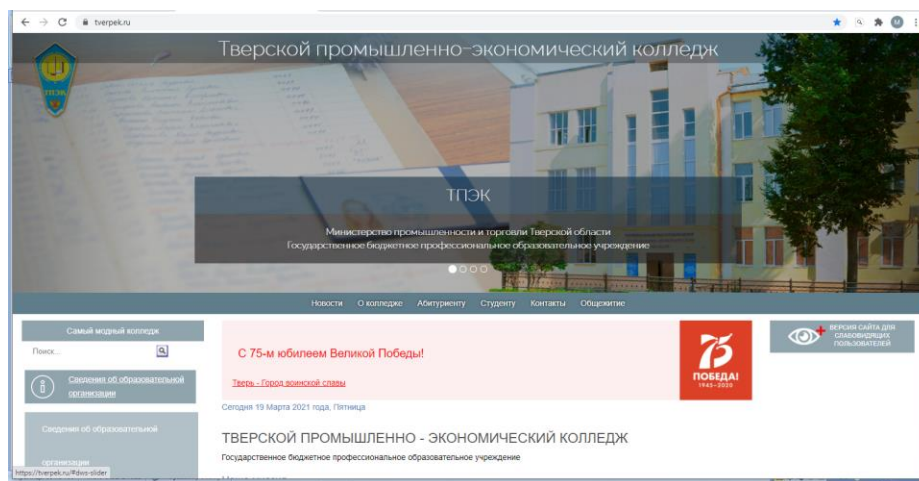 tverpek.ru
М
Тверской промышленно-экономический колледж
ТПЭК
ТПЭК
Министерство промышленности и торговли Тверской области
Государственное бюджетное профессиональное образовательное учреждение
Новости О колледже Абитуриенту Студенту Контакты Общежитие
Самый модный колледж
Поиск...
Сведения об образовательной
организации
Сведения об образовательной
организации
С 75-м юбилеем Великой Победы!
Тверь - Город воинской славы
75
ПОБЕДА!
1945-2020
ВЕРСИЯ САЙТА ДЛЯ
СЛАБОВИДЯЩИХ
ПОЛЬЗОВАТЕЛЕЙ
Сегодня 19 Марта 2021 года, Пятница
ТВЕРСКОЙ ПРОМЫШЛЕННО - ЭКОНОМИЧЕСКИЙ КОЛЛЕДЖ
Государственное бюджетное профессиональное образовательное учреждение
https://tverpek.ru/#dws-slider